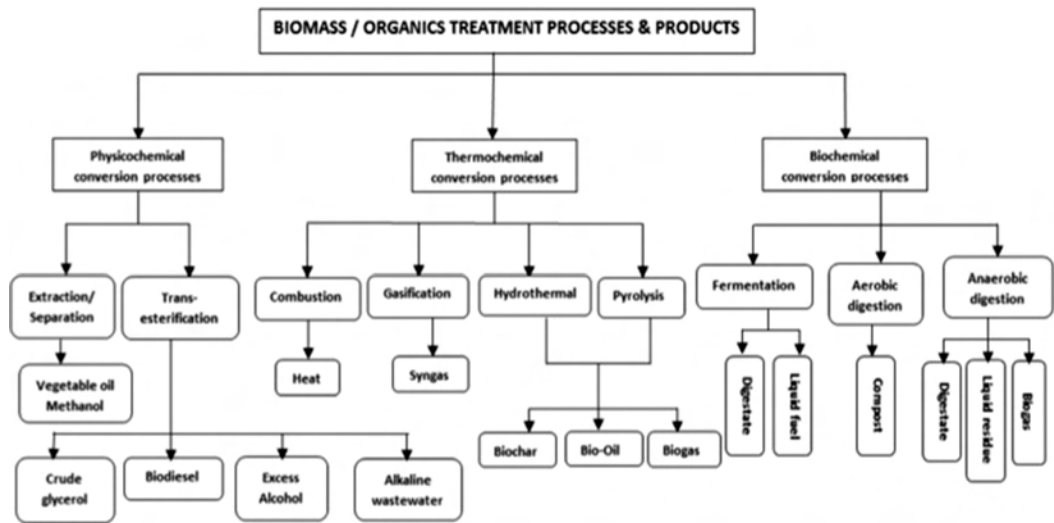 BIOMASS / ORGANICS TREATMENT PROCESSES & PRODUCTS
Physicochemical
conversion processes
Thermochemical
conversion processes
Biochemical
conversion processes
Extraction/
Separation
Trans-
esterification
Combustion
Gasification
Hydrothermal
Pyrolysis
Fermentation
Aerobic
digestion
Anaerobic
digestion
Vegetable oil
Methanol
Heat
Syngas
Digestate
Liquid fuel
Compost
Digestate
Liquid residue
Biogas
Crude
glycerol
Biodiesel
Excess
Alcohol
Alkaline
wastewater
Biochar
Bio-Oil
Biogas